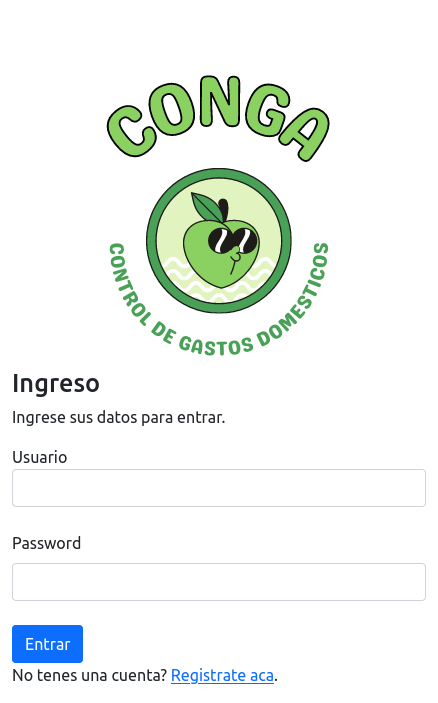 CONGA
CONTROL DE GASTOS DOMESTICOS
Ingreso
Ingrese sus datos para entrar.
Usuario
Password
Entrar
No tenes una cuenta? Registrate aca.